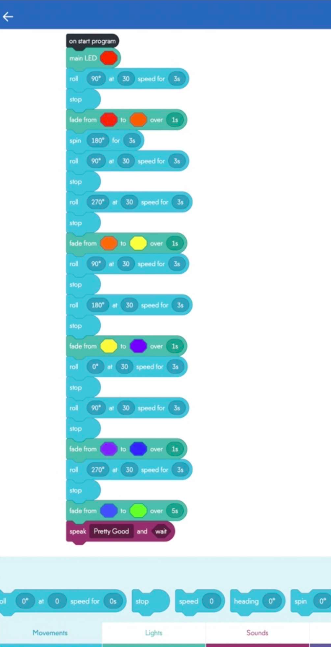 on start program
main LED
roll 90° at 30 speed for 3s
stop
fade from to over 1s
spin 180° for 3s
roll 90° at 30 speed for 3s
stop
roll 270° at 30 speed for 3s
stop
fade from to over 1s
roll 90° at 30 speed for 3s
stop
roll 180° at 30 speed for 3s
stop
fade from to over 1s
roll 0° at 30 speed for 3s
stop
roll 90° at 30 speed for 3s
stop
fade from to over 1s
roll 270° at 30 speed for 3s
stop
fade from to over 5s
speak Pretty Good and wait
oll 0° at 0 speed for 0s stop speed 0 heading 0° spin 0°
Movements Lights Sounds